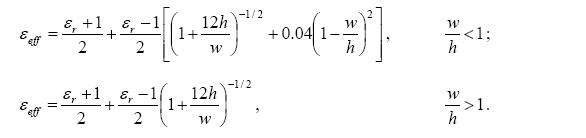 ε_eff = (ε_r + 1)/2 + (ε_r − 1)/2 [(1 + 12h/w)^(−1/2) + 0.04(1 − w/h)^2], w/h < 1;
ε_eff = (ε_r + 1)/2 + (ε_r − 1)/2 (1 + 12h/w)^(−1/2), w/h > 1.